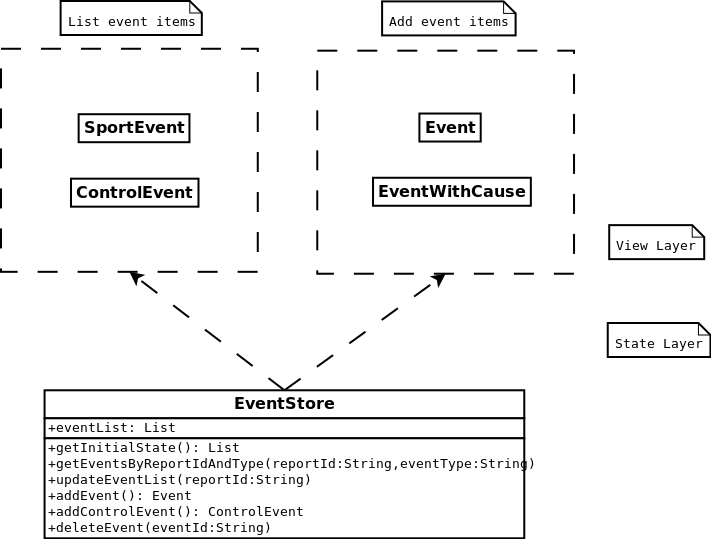 List event items
Add event items
SportEvent
Event
ControlEvent
EventWithCause
View Layer
State Layer
EventStore
+eventList: List
+getInitialState(): List
+getEventsByReportIdAndType(reportId:String,eventType:String)
+updateEventList(reportId:String)
+addEvent(): Event
+addControlEvent(): ControlEvent
+deleteEvent(eventId:String)